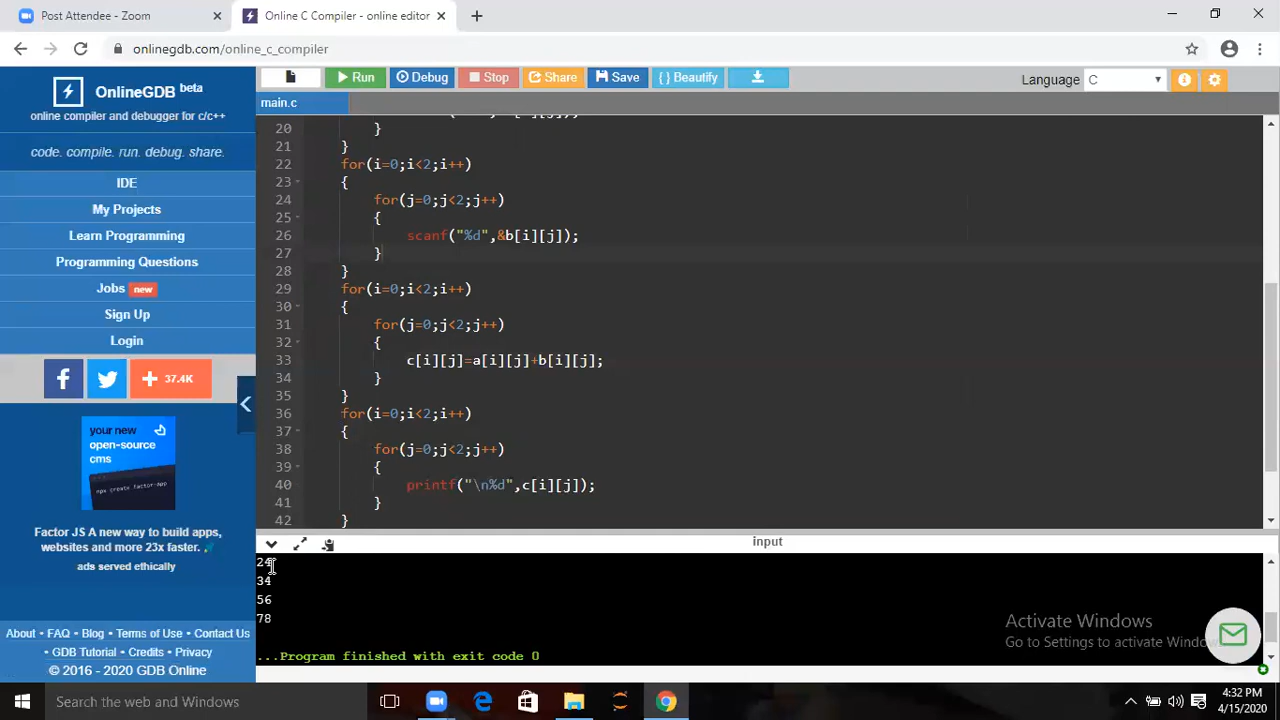 Post Attendee - Zoom
Online C Compiler - online editor
onlinegdb.com/online_c_compiler
OnlineGDB beta
online compiler and debugger for c/c++
code. compile. run. debug. share.
IDE
My Projects
Learn Programming
Programming Questions
Jobs new
Sign Up
Login
37.4K
your new
open-source
cms
npx create factor-app
Factor JS A new way to build apps,
websites and more 23x faster.
ads served ethically
About • FAQ • Blog • Terms of Use • Contact Us
• GDB Tutorial • Credits • Privacy
© 2016 - 2020 GDB Online
Run Debug Stop Share Save { } Beautify
Language C
main.c
20 }
21 }
22 for(i=0;i<2;i++)
23 {
24 for(j=0;j<2;j++)
25 {
26 scanf("%d",&b[i][j]);
27 }
28 }
29 for(i=0;i<2;i++)
30 {
31 for(j=0;j<2;j++)
32 {
33 c[i][j]=a[i][j]+b[i][j];
34 }
35 }
36 for(i=0;i<2;i++)
37 {
38 for(j=0;j<2;j++)
39 {
40 printf("\n%d",c[i][j]);
41 }
42 }
input
24
34
56
78
...Program finished with exit code 0
Activate Windows
Go to Settings to activate Windows
Search the web and Windows
4:32 PM
4/15/2020